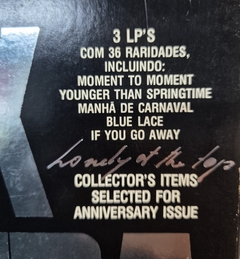 3 LP'S
COM 36 RARIDADES,
INCLUINDO:
MOMENT TO MOMENT
YOUNGER THAN SPRINGTIME
MANHÃ DE CARNAVAL
BLUE LACE
IF YOU GO AWAY
Lonely at the top
COLLECTOR'S ITEMS
SELECTED FOR
ANNIVERSARY ISSUE